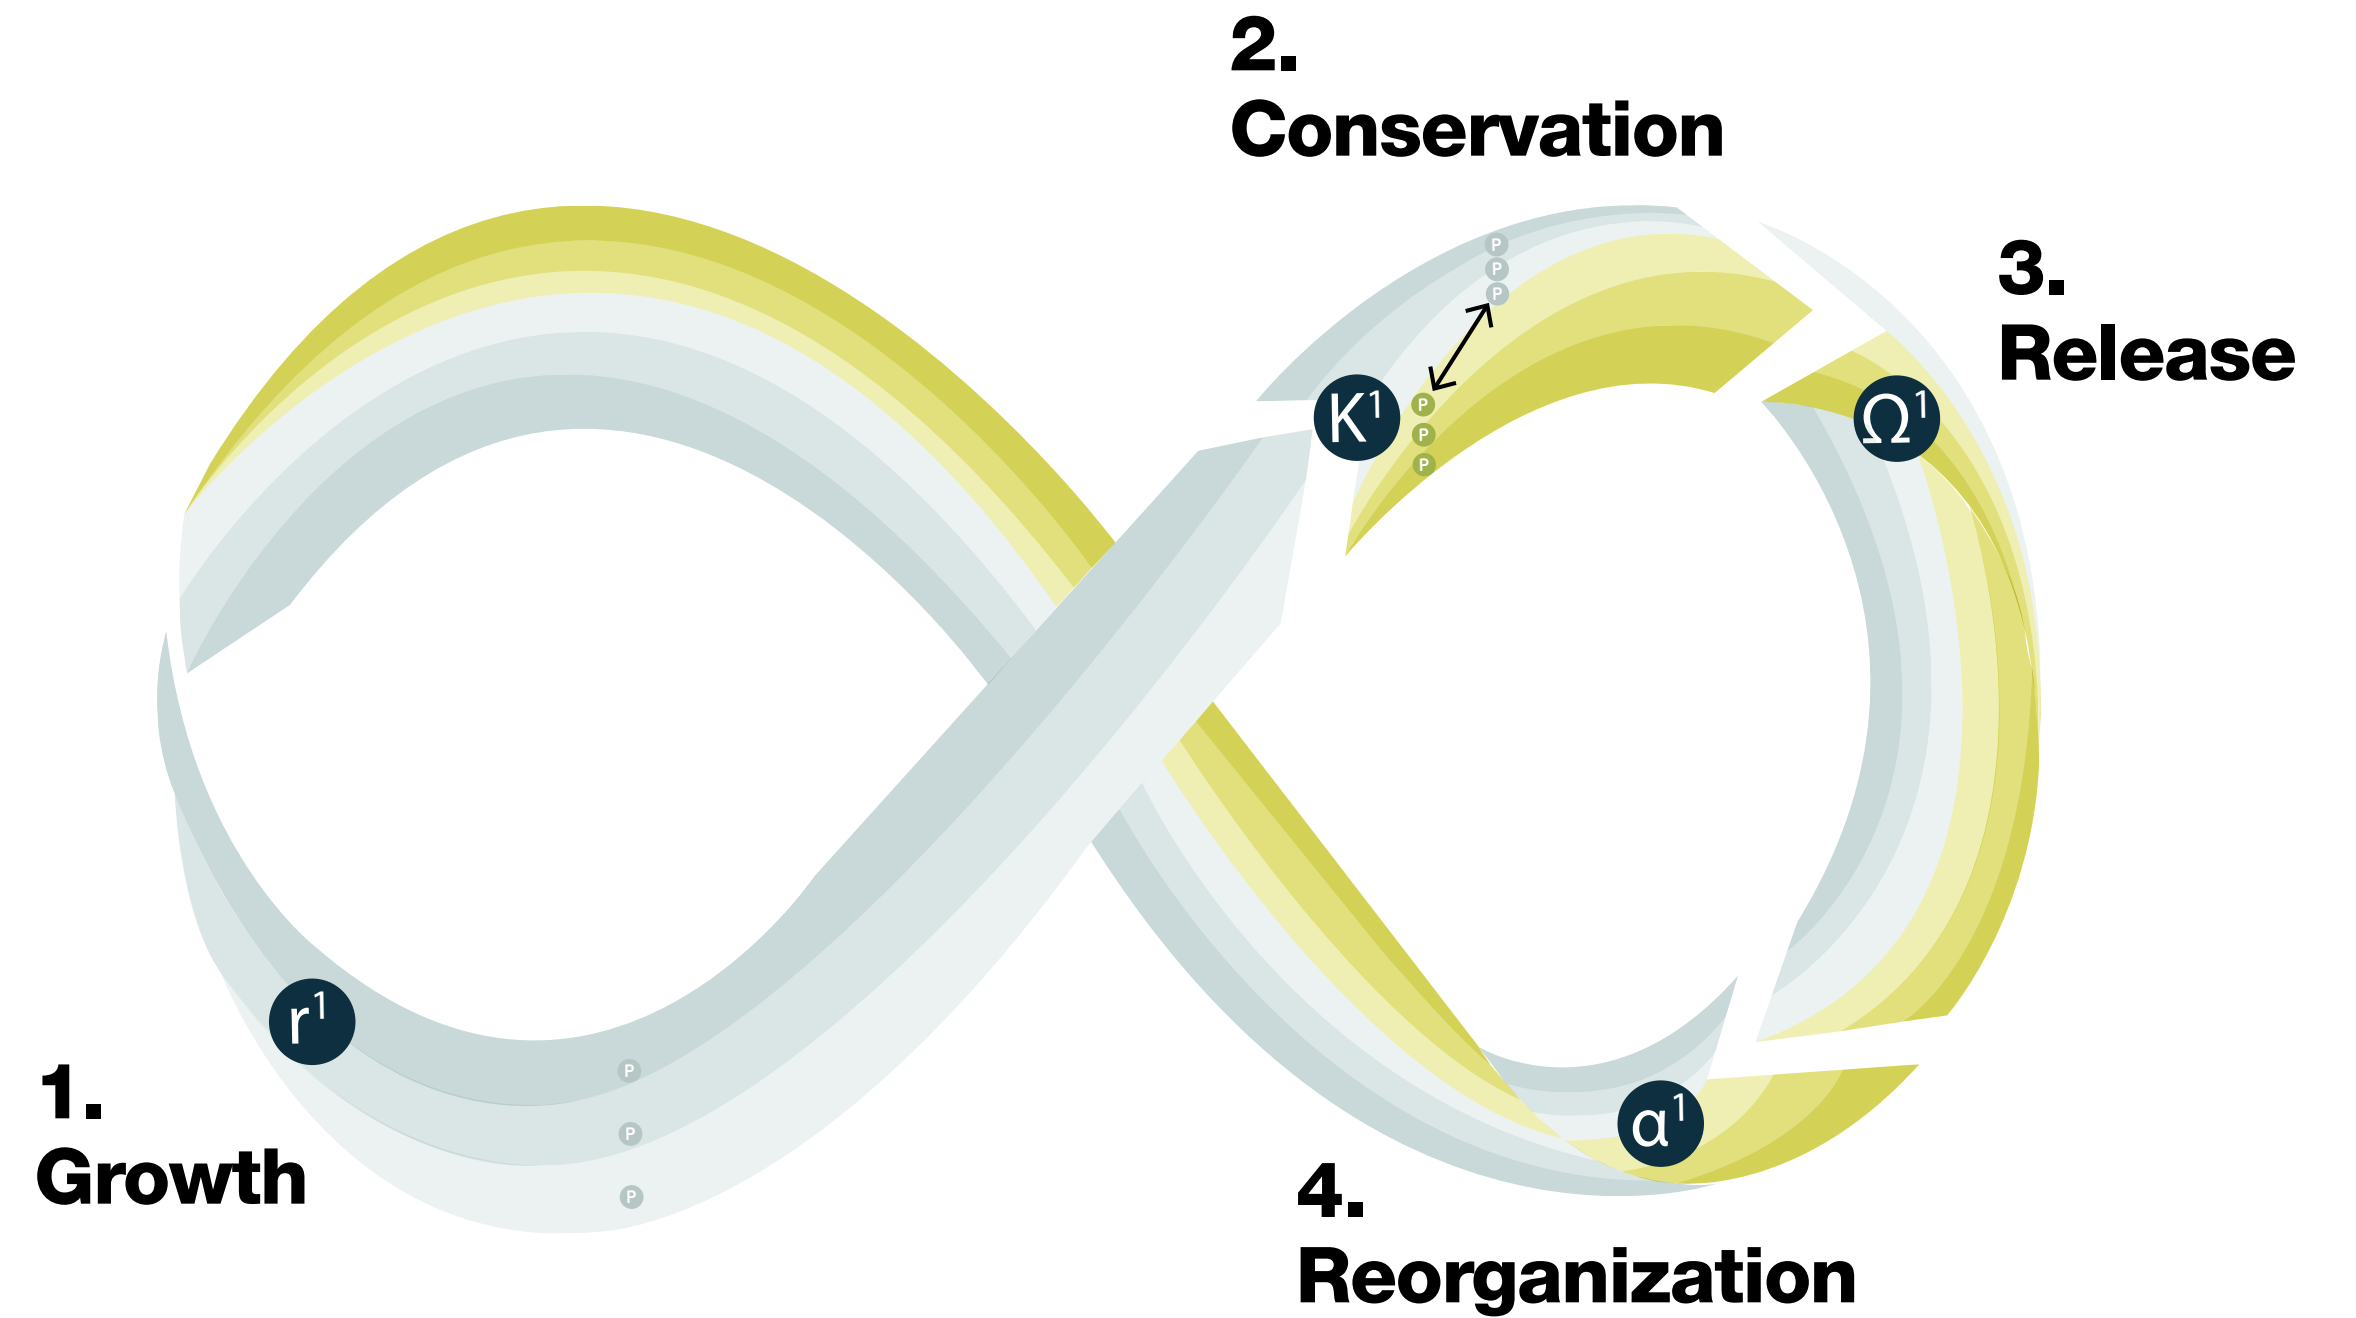 2.
Conservation
P
P
P
3.
Release
K¹
P
P
P
Ω¹
r¹
1.
Growth
P
P
P
α¹
4.
Reorganization